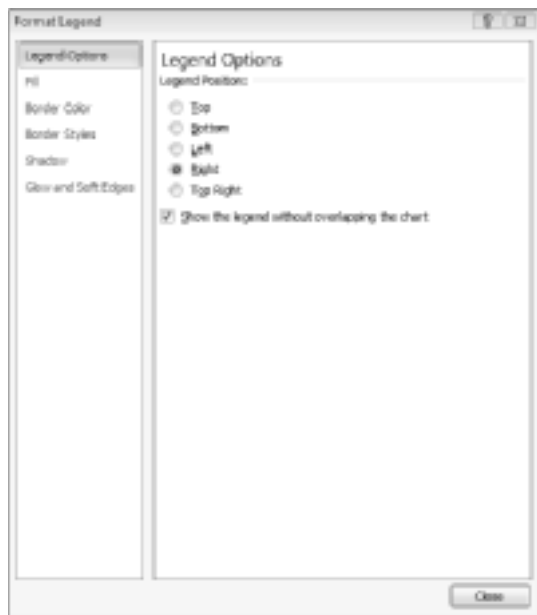 Format Legend
Legend Options
Fill
Border Color
Border Styles
Shadow
Glow and Soft Edges
Legend Options
Legend Position:
Top
Bottom
Left
Right
Top Right
Show the legend without overlapping the chart
Close